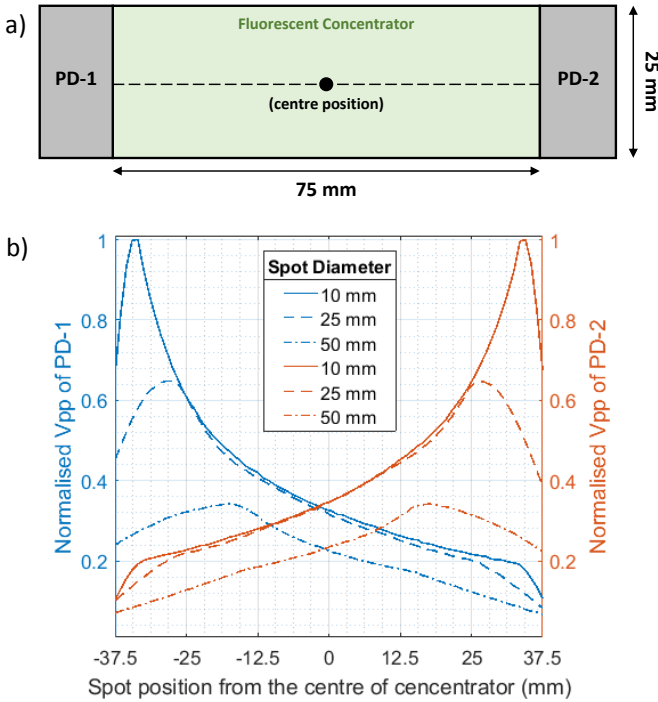 a)
Fluorescent Concentrator
PD-1
(centre position)
PD-2
25 mm
75 mm
b)
Normalised Vpp of PD-1
1
0.8
0.6
0.4
0.2
Spot Diameter
10 mm
25 mm
50 mm
10 mm
25 mm
50 mm
1
0.8
0.6
0.4
0.2
Normalised Vpp of PD-2
-37.5 -25 -12.5 0 12.5 25 37.5
Spot position from the centre of cencentrator (mm)